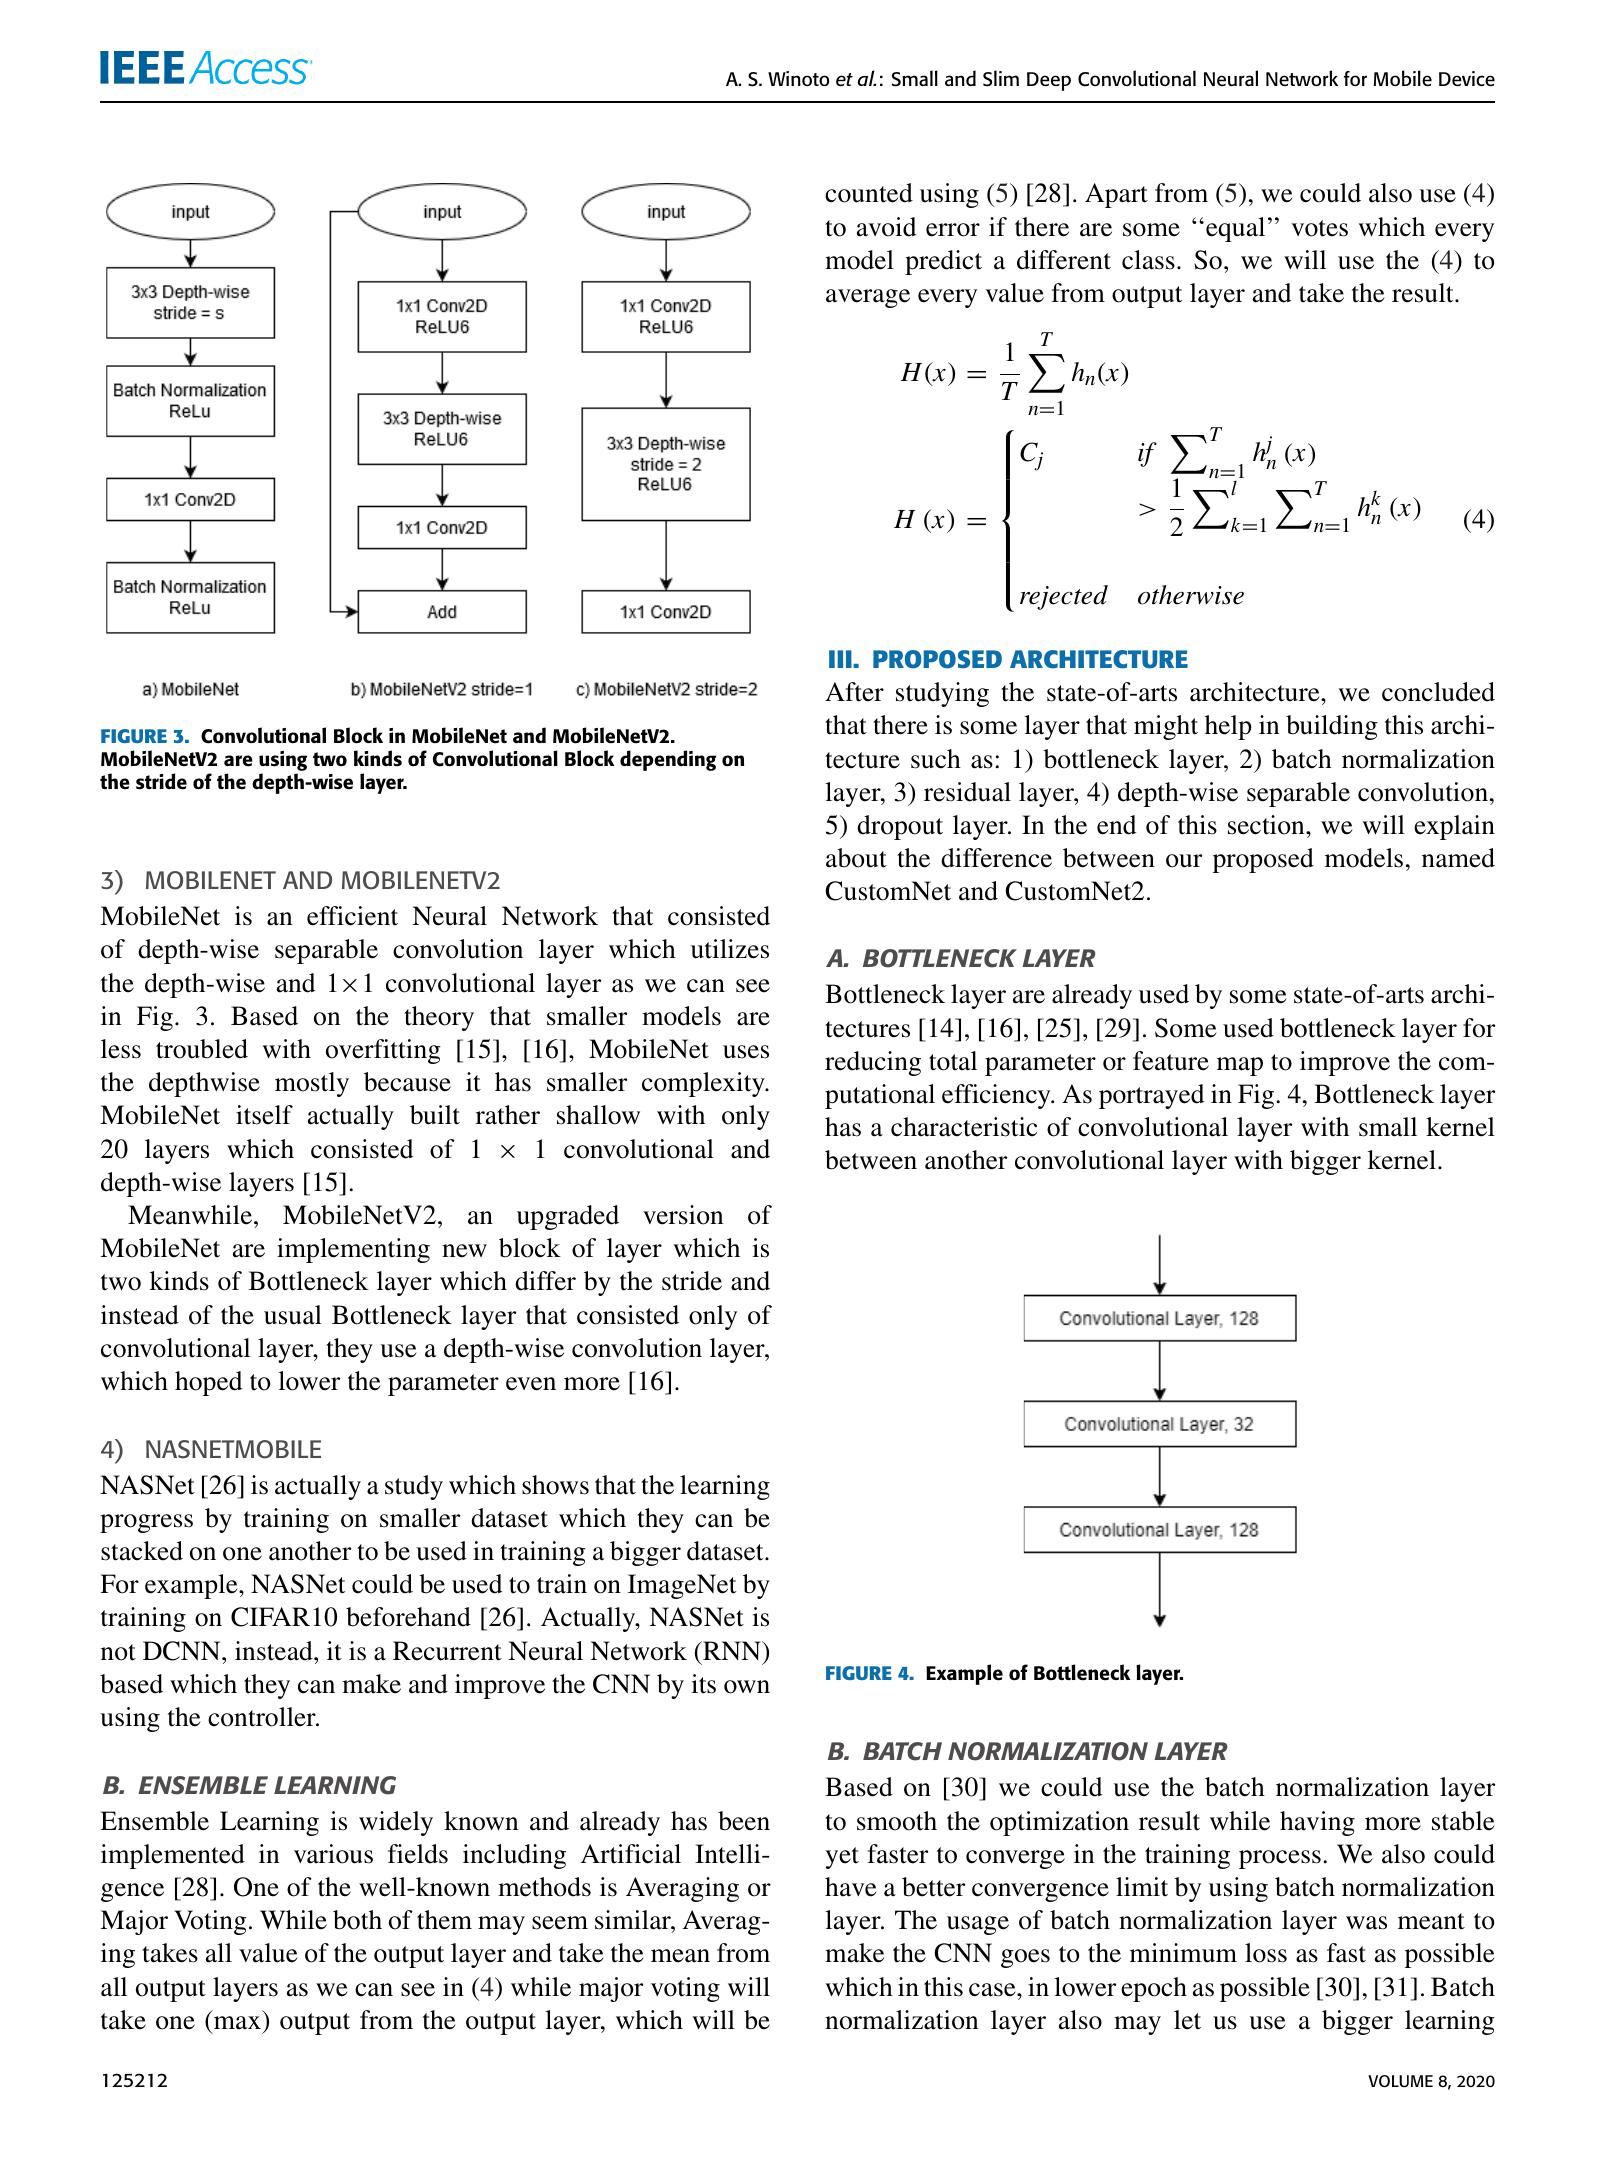 IEEE Access
A. S. Winoto et al.: Small and Slim Deep Convolutional Neural Network for Mobile Device
input
3x3 Depth-wise
stride = s
Batch Normalization
ReLu
1x1 Conv2D
Batch Normalization
ReLu
a) MobileNet
input
1x1 Conv2D
ReLU6
3x3 Depth-wise
ReLU6
1x1 Conv2D
Add
b) MobileNetV2 stride=1
input
1x1 Conv2D
ReLU6
3x3 Depth-wise
stride = 2
ReLU6
1x1 Conv2D
c) MobileNetV2 stride=2
FIGURE 3. Convolutional Block in MobileNet and MobileNetV2.
MobileNetV2 are using two kinds of Convolutional Block depending on
the stride of the depth-wise layer.
3) MOBILENET AND MOBILENETV2
MobileNet is an efficient Neural Network that consisted
of depth-wise separable convolution layer which utilizes
the depth-wise and 1×1 convolutional layer as we can see
in Fig. 3. Based on the theory that smaller models are
less troubled with overfitting [15], [16], MobileNet uses
the depthwise mostly because it has smaller complexity.
MobileNet itself actually built rather shallow with only
20 layers which consisted of 1 × 1 convolutional and
depth-wise layers [15].
Meanwhile, MobileNetV2, an upgraded version of
MobileNet are implementing new block of layer which is
two kinds of Bottleneck layer which differ by the stride and
instead of the usual Bottleneck layer that consisted only of
convolutional layer, they use a depth-wise convolution layer,
which hoped to lower the parameter even more [16].
4) NASNETMOBILE
NASNet [26] is actually a study which shows that the learning
progress by training on smaller dataset which they can be
stacked on one another to be used in training a bigger dataset.
For example, NASNet could be used to train on ImageNet by
training on CIFAR10 beforehand [26]. Actually, NASNet is
not DCNN, instead, it is a Recurrent Neural Network (RNN)
based which they can make and improve the CNN by its own
using the controller.
B. ENSEMBLE LEARNING
Ensemble Learning is widely known and already has been
implemented in various fields including Artificial Intelli-
gence [28]. One of the well-known methods is Averaging or
Major Voting. While both of them may seem similar, Averag-
ing takes all value of the output layer and take the mean from
all output layers as we can see in (4) while major voting will
take one (max) output from the output layer, which will be
counted using (5) [28]. Apart from (5), we could also use (4)
to avoid error if there are some ‘‘equal’’ votes which every
model predict a different class. So, we will use the (4) to
average every value from output layer and take the result.
H(x) = 1/T ∑_{n=1}^{T} h_n(x)
H (x) = { C_j if ∑_{n=1}^{T} h_n^j (x)
> 1/2 ∑_{k=1}^{l} ∑_{n=1}^{T} h_n^k (x) (4)
rejected otherwise
III. PROPOSED ARCHITECTURE
After studying the state-of-arts architecture, we concluded
that there is some layer that might help in building this archi-
tecture such as: 1) bottleneck layer, 2) batch normalization
layer, 3) residual layer, 4) depth-wise separable convolution,
5) dropout layer. In the end of this section, we will explain
about the difference between our proposed models, named
CustomNet and CustomNet2.
A. BOTTLENECK LAYER
Bottleneck layer are already used by some state-of-arts archi-
tectures [14], [16], [25], [29]. Some used bottleneck layer for
reducing total parameter or feature map to improve the com-
putational efficiency. As portrayed in Fig. 4, Bottleneck layer
has a characteristic of convolutional layer with small kernel
between another convolutional layer with bigger kernel.
Convolutional Layer, 128
Convolutional Layer, 32
Convolutional Layer, 128
FIGURE 4. Example of Bottleneck layer.
B. BATCH NORMALIZATION LAYER
Based on [30] we could use the batch normalization layer
to smooth the optimization result while having more stable
yet faster to converge in the training process. We also could
have a better convergence limit by using batch normalization
layer. The usage of batch normalization layer was meant to
make the CNN goes to the minimum loss as fast as possible
which in this case, in lower epoch as possible [30], [31]. Batch
normalization layer also may let us use a bigger learning
125212
VOLUME 8, 2020